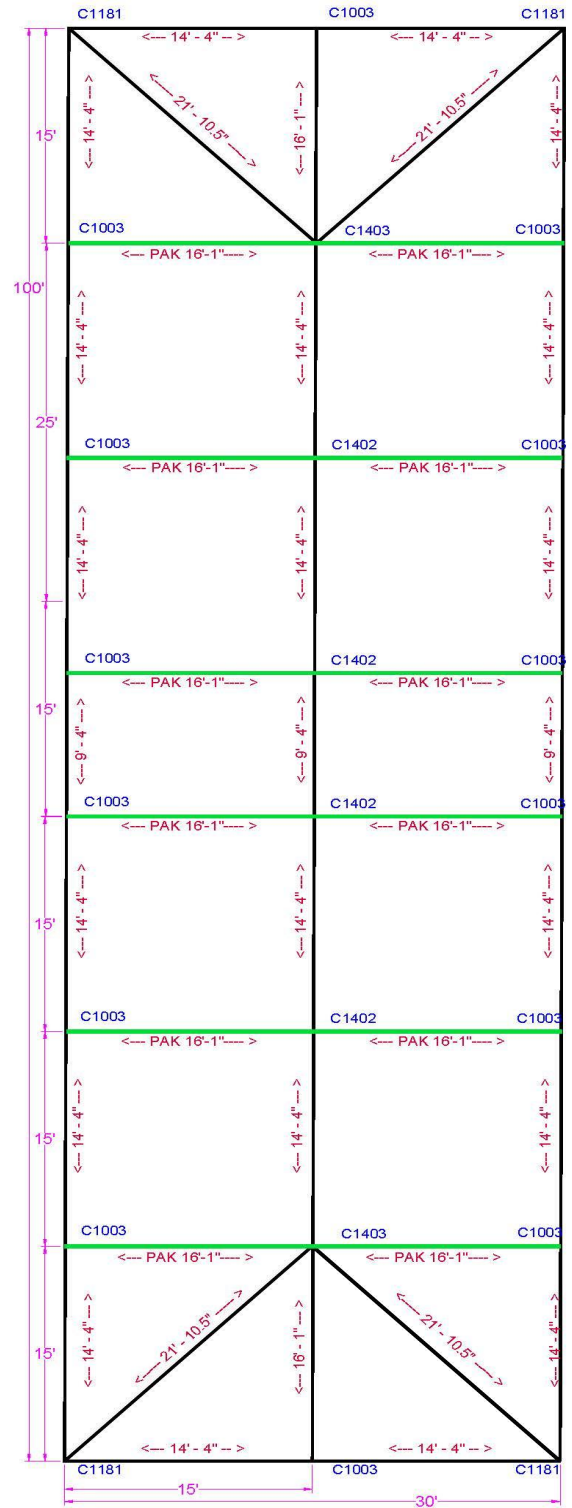 C1181 C1003 C1181
<--- 14' - 4" -- > <--- 14' - 4" -- >
<---- 14' - 4" ----> <----- 21' - 10.5" -----> <--- 16' - 1" ---> <----- 21' - 10.5" -----> <---- 14' - 4" ---->
15'
C1003 C1403 C1003
<--- PAK 16'-1"---- > <--- PAK 16'-1"---- >
100'
<---- 14' - 4" ----> <---- 14' - 4" ----> <---- 14' - 4" ---->
25'
C1003 C1402 C1003
<--- PAK 16'-1"---- > <--- PAK 16'-1"---- >
<---- 14' - 4" ----> <---- 14' - 4" ----> <---- 14' - 4" ---->
C1003 C1402 C1003
<--- PAK 16'-1"---- > <--- PAK 16'-1"---- >
15'
<---- 9' - 4" ----> <---- 9' - 4" ----> <---- 9' - 4" ---->
C1003 C1402 C1003
<--- PAK 16'-1"---- > <--- PAK 16'-1"---- >
15'
<---- 14' - 4" ----> <---- 14' - 4" ----> <---- 14' - 4" ---->
C1003 C1402 C1003
<--- PAK 16'-1"---- > <--- PAK 16'-1"---- >
15'
<---- 14' - 4" ----> <---- 14' - 4" ----> <---- 14' - 4" ---->
C1003 C1403 C1003
<--- PAK 16'-1"---- > <--- PAK 16'-1"---- >
15'
<---- 14' - 4" ----> <----- 21' - 10.5" -----> <--- 16' - 1" ---> <----- 21' - 10.5" -----> <---- 14' - 4" ---->
<--- 14' - 4" -- > <--- 14' - 4" -- >
C1181 C1003 C1181
15'
30'